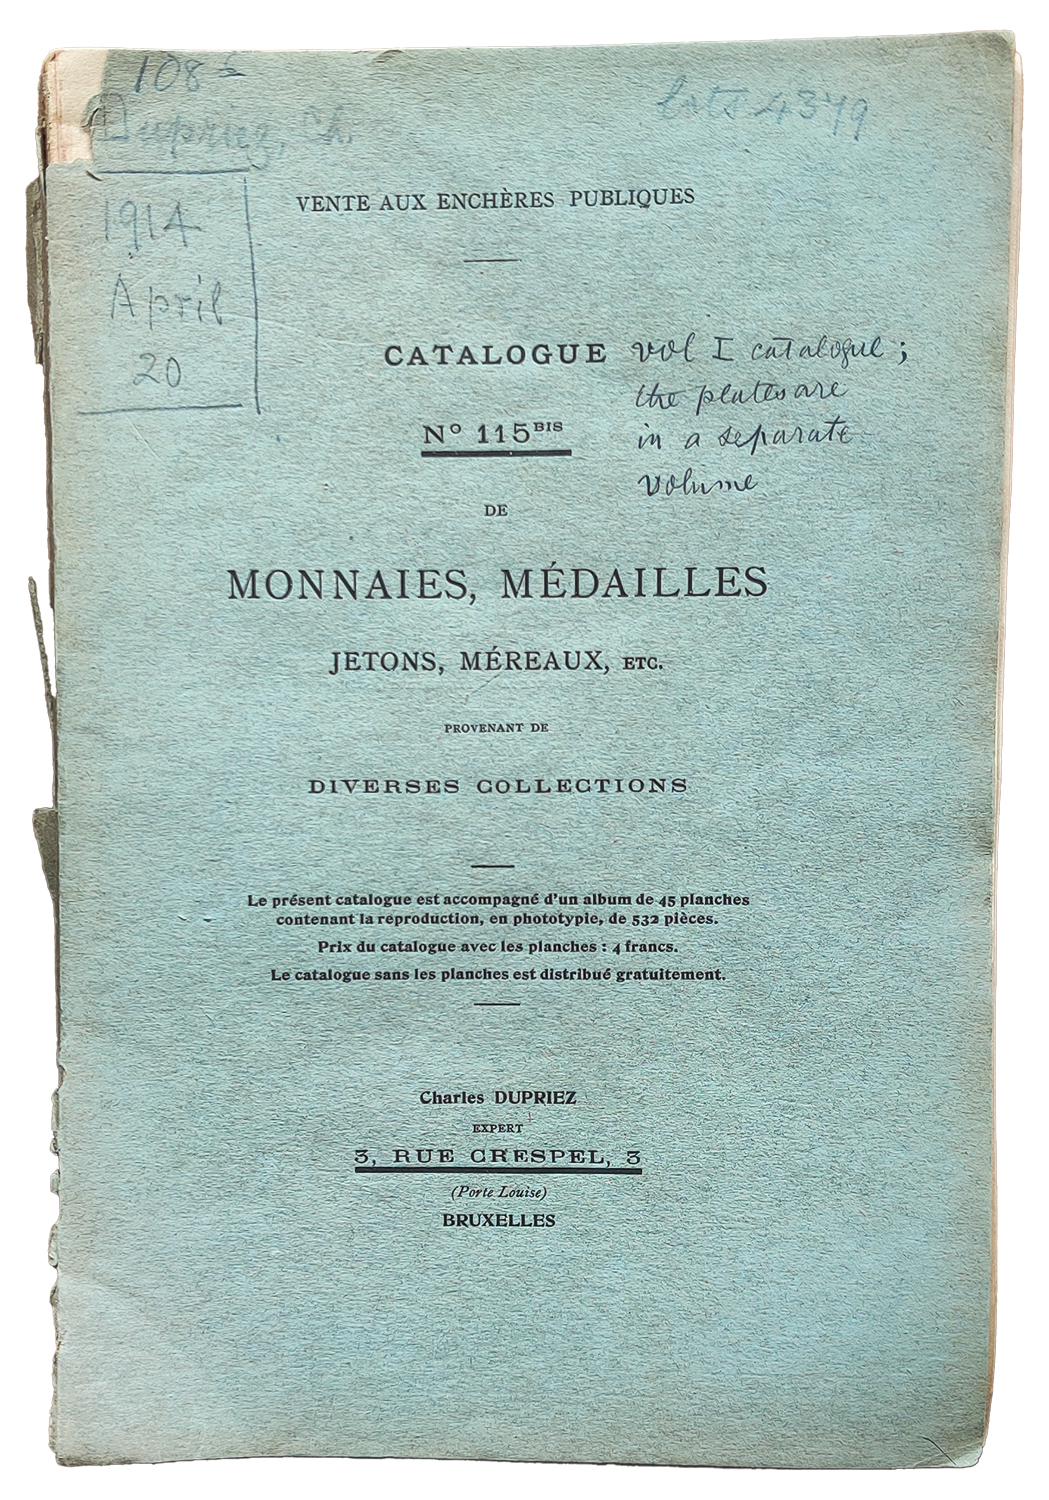 108
Dupriez, Ch.
lots 4379
1914
April
20
VENTE AUX ENCHÈRES PUBLIQUES
CATALOGUE vol I catalogue;
the plates are
Nº 115BIS in a separate
volume
DE
MONNAIES, MÉDAILLES
JETONS, MÉREAUX, ETC.
PROVENANT DE
DIVERSES COLLECTIONS
Le présent catalogue est accompagné d'un album de 45 planches
contenant la reproduction, en phototypie, de 532 pièces.
Prix du catalogue avec les planches : 4 francs.
Le catalogue sans les planches est distribué gratuitement.
Charles DUPRIEZ
EXPERT
3, RUE CRESPEL, 3
(Porte Louise)
BRUXELLES